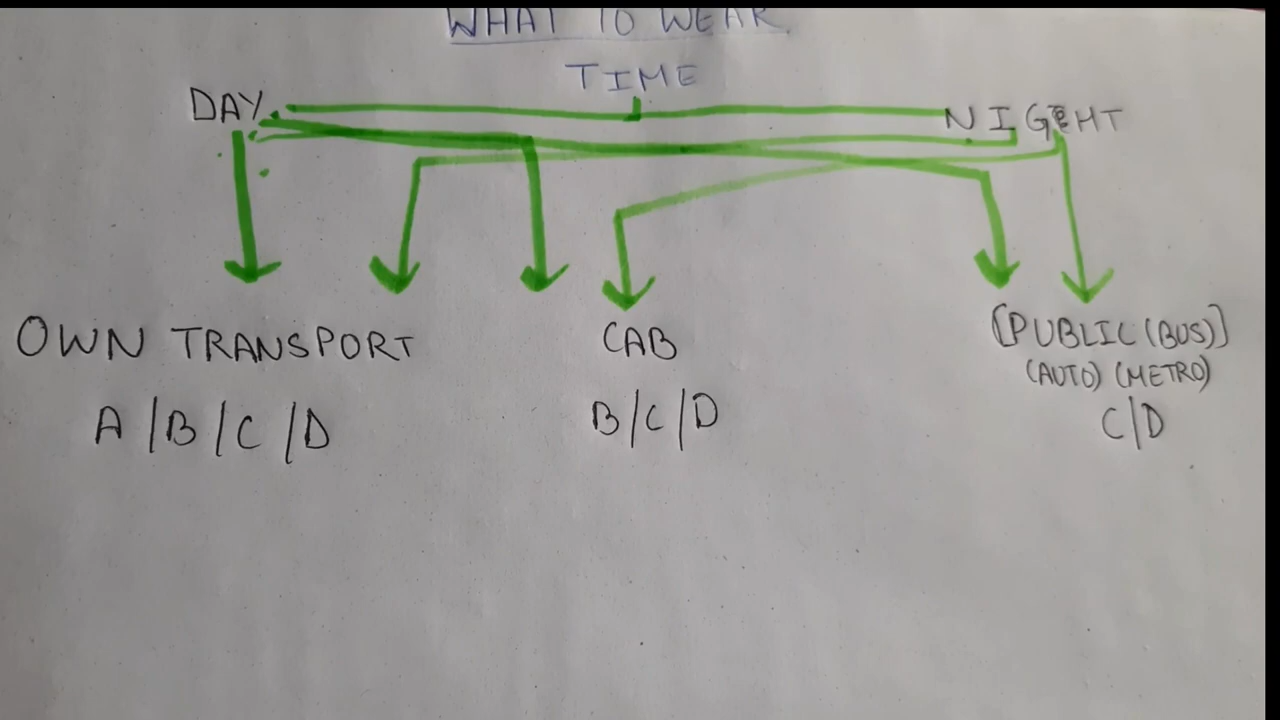 WHAT TO WEAR
TIME
DAY NIGHT
OWN TRANSPORT CAB [PUBLIC (BUS)]
(AUTO) (METRO)
A/B/C/D B/C/D C/D